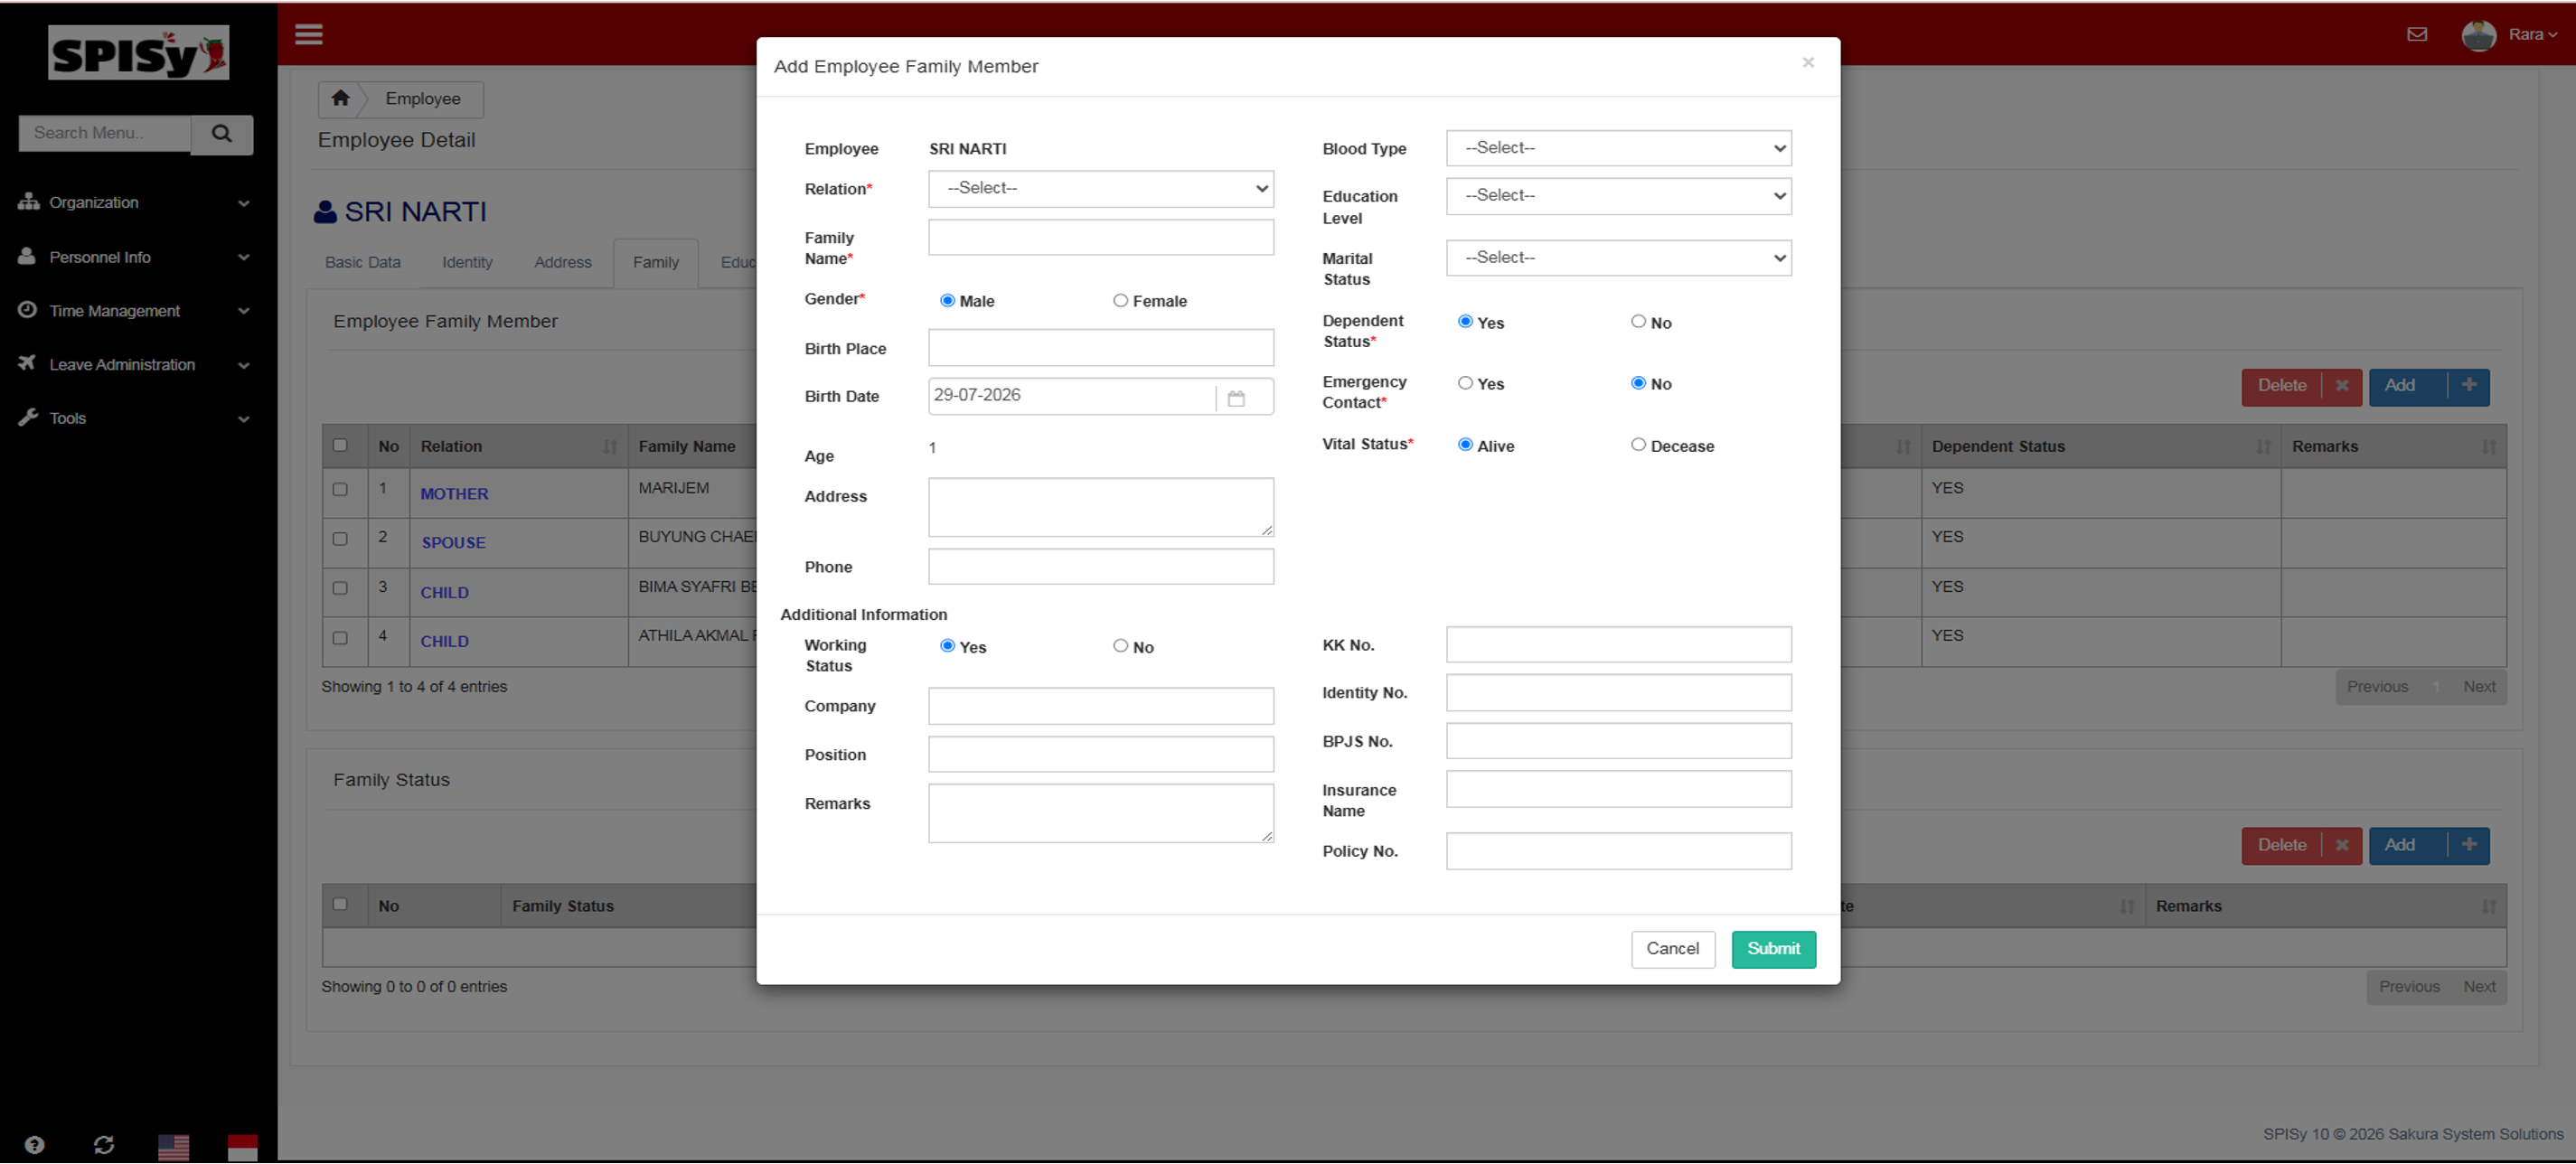 SPISy
Rara
Search Menu..
Organization
Personnel Info
Time Management
Leave Administration
Tools
Employee
Employee Detail
SRI NARTI
Basic Data Identity Address Family
Employee Family Member
Delete Add
No Relation Family Name Dependent Status Remarks
1 MOTHER MARIJEM YES
2 SPOUSE BUYUNG YES
3 CHILD BIMA SYAFRI YES
4 CHILD ATHILA AKMAL YES
Showing 1 to 4 of 4 entries
Previous 1 Next
Family Status
Delete Add
No Family Status Remarks
Showing 0 to 0 of 0 entries
Previous Next
SPISy 10 © 2026 Sakura System Solutions
Add Employee Family Member
×
Employee SRI NARTI
Relation* --Select--
Family
Name*
Gender* Male Female
Birth Place
Birth Date 29-07-2026
Age 1
Address
Phone
Blood Type --Select--
Education
Level
--Select--
Marital
Status
--Select--
Dependent
Status*
Yes No
Emergency
Contact*
Yes No
Vital Status* Alive Decease
Additional Information
Working
Status
Yes No
Company
Position
Remarks
KK No.
Identity No.
BPJS No.
Insurance
Name
Policy No.
Cancel Submit